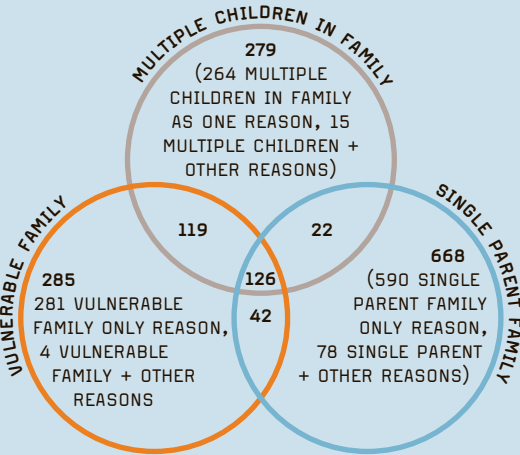 MULTIPLE CHILDREN IN FAMILY
279
(264 MULTIPLE
CHILDREN IN FAMILY
AS ONE REASON, 15
MULTIPLE CHILDREN +
OTHER REASONS)
VULNERABLE FAMILY
SINGLE PARENT FAMILY
119
22
126
42
285
281 VULNERABLE
FAMILY ONLY REASON,
4 VULNERABLE
FAMILY + OTHER
REASONS
668
(590 SINGLE
PARENT FAMILY
ONLY REASON,
78 SINGLE PARENT
+ OTHER REASONS)